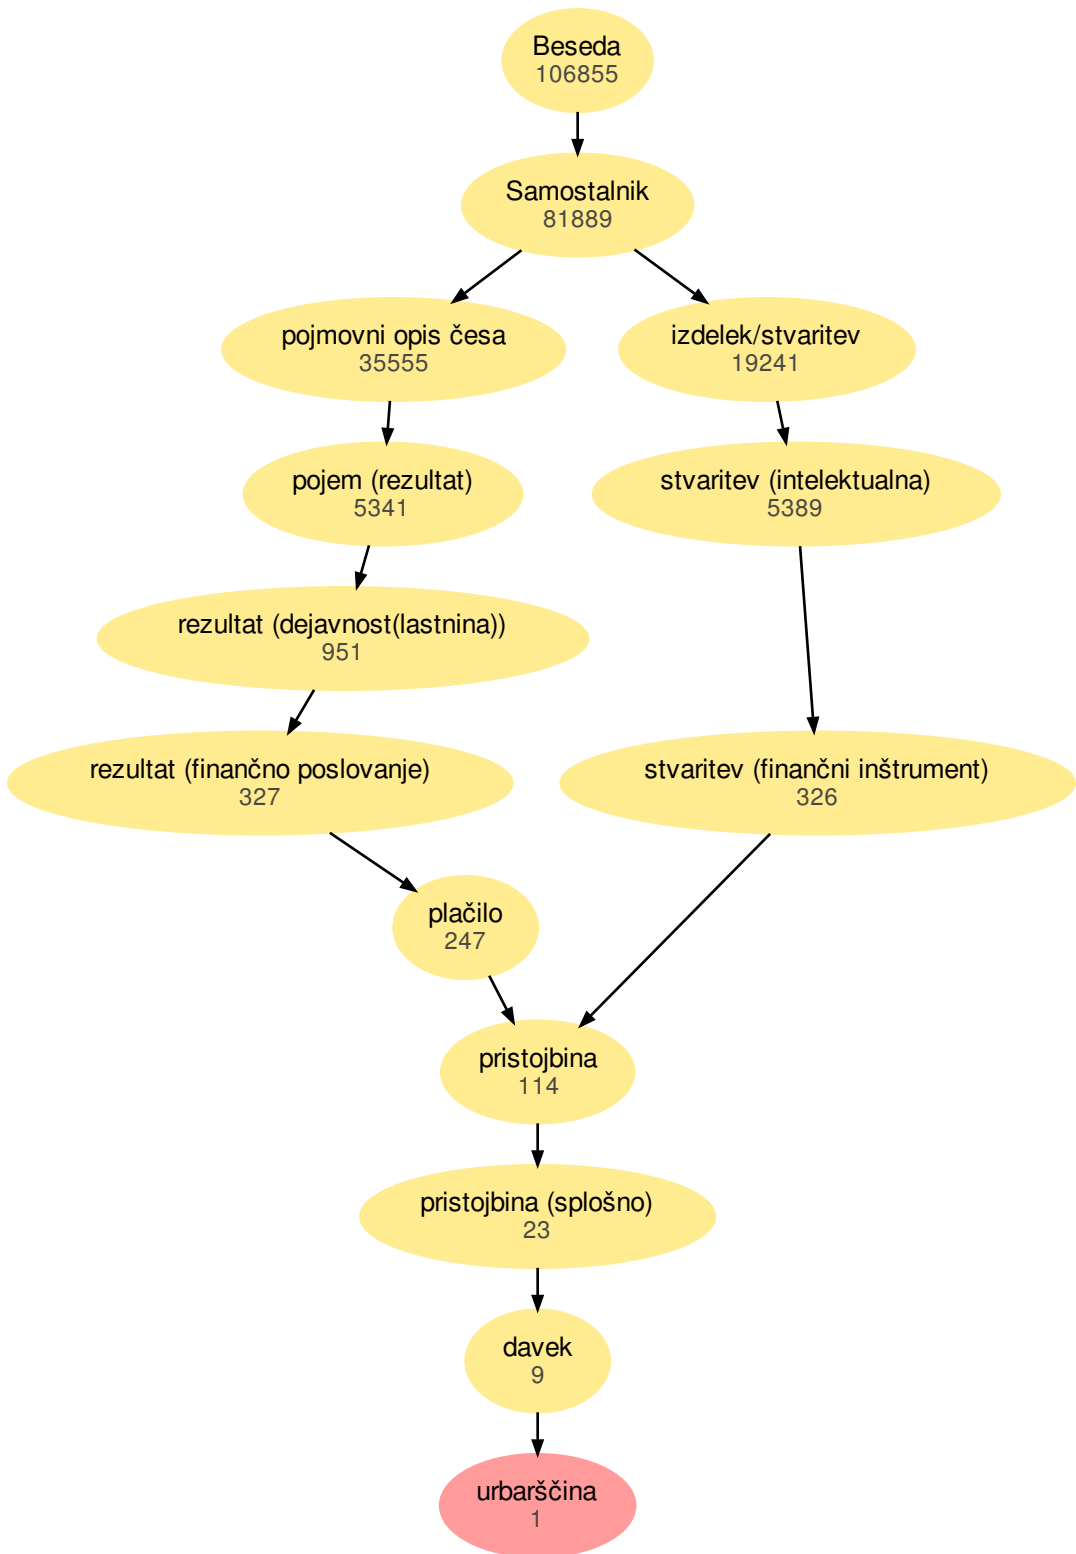 Beseda
106855
Samostalnik
81889
pojmovni opis česa
35555
izdelek/stvaritev
19241
pojem (rezultat)
5341
stvaritev (intelektualna)
5389
rezultat (dejavnost(lastnina))
951
rezultat (finančno poslovanje)
327
stvaritev (finančni inštrument)
326
plačilo
247
pristojbina
114
pristojbina (splošno)
23
davek
9
urbarščina
1